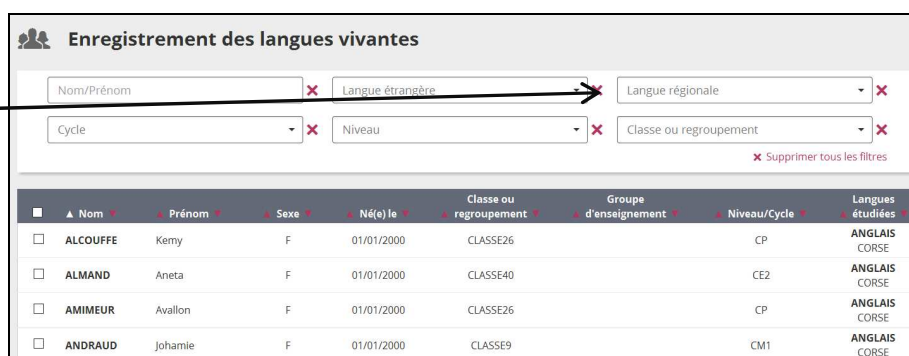 Enregistrement des langues vivantes
Nom/Prénom Langue étrangère Langue régionale
Cycle Niveau Classe ou regroupement
Supprimer tous les filtres
Nom Prénom Sexe Né(e) le Classe ou regroupement Groupe d'enseignement Niveau/Cycle Langues étudiées
ALCOUFFE Kemy F 01/01/2000 CLASSE26 CP ANGLAIS
CORSE
ALMAND Aneta F 01/01/2000 CLASSE40 CE2 ANGLAIS
CORSE
AMIMEUR Avallon F 01/01/2000 CLASSE26 CP ANGLAIS
CORSE
ANDRAUD Johamie F 01/01/2000 CLASSE9 CM1 ANGLAIS
CORSE